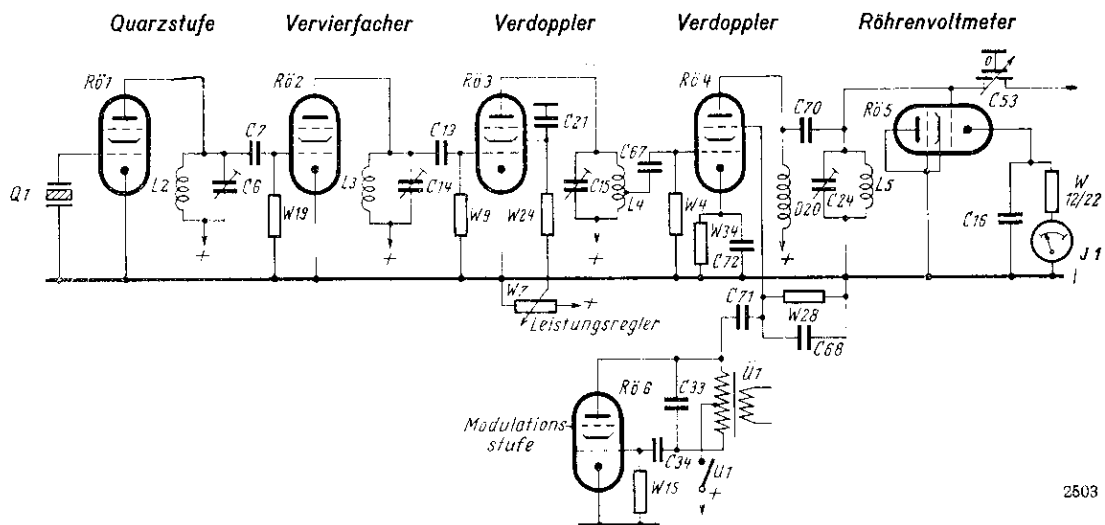 Quarzstufe Vervierfacher Verdoppler Verdoppler Röhrenvoltmeter
Rö1 Rö2 Rö3 Rö4 Rö5
0
C53
C7 C13 C21 C70
C67
Q1 L2 C6 L3 C14 C15 L4 D20 C24 L5
W19 W9 W24 W4 W34 C72 C16
W
12/22
J1
W7 + Leistungsregler
+ + + +
C71 W28
C68
Rö6 C33 Ü1
Modulations
stufe
C34 U1
W15 +
2503